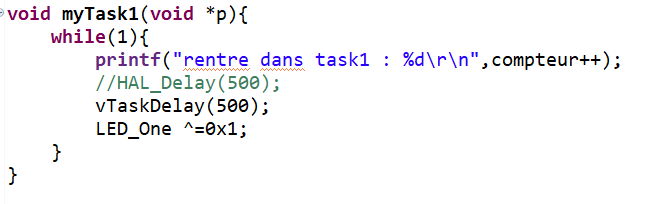 void myTask1(void *p){
while(1){
printf("rentre dans task1 : %d\r\n",compteur++);
//HAL_Delay(500);
vTaskDelay(500);
LED_One ^=0x1;
}
}